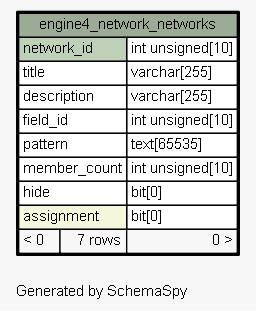 engine4_network_networks
network_id int unsigned[10]
title varchar[255]
description varchar[255]
field_id int unsigned[10]
pattern text[65535]
member_count int unsigned[10]
hide bit[0]
assignment bit[0]
< 0 7 rows 0 >
Generated by SchemaSpy